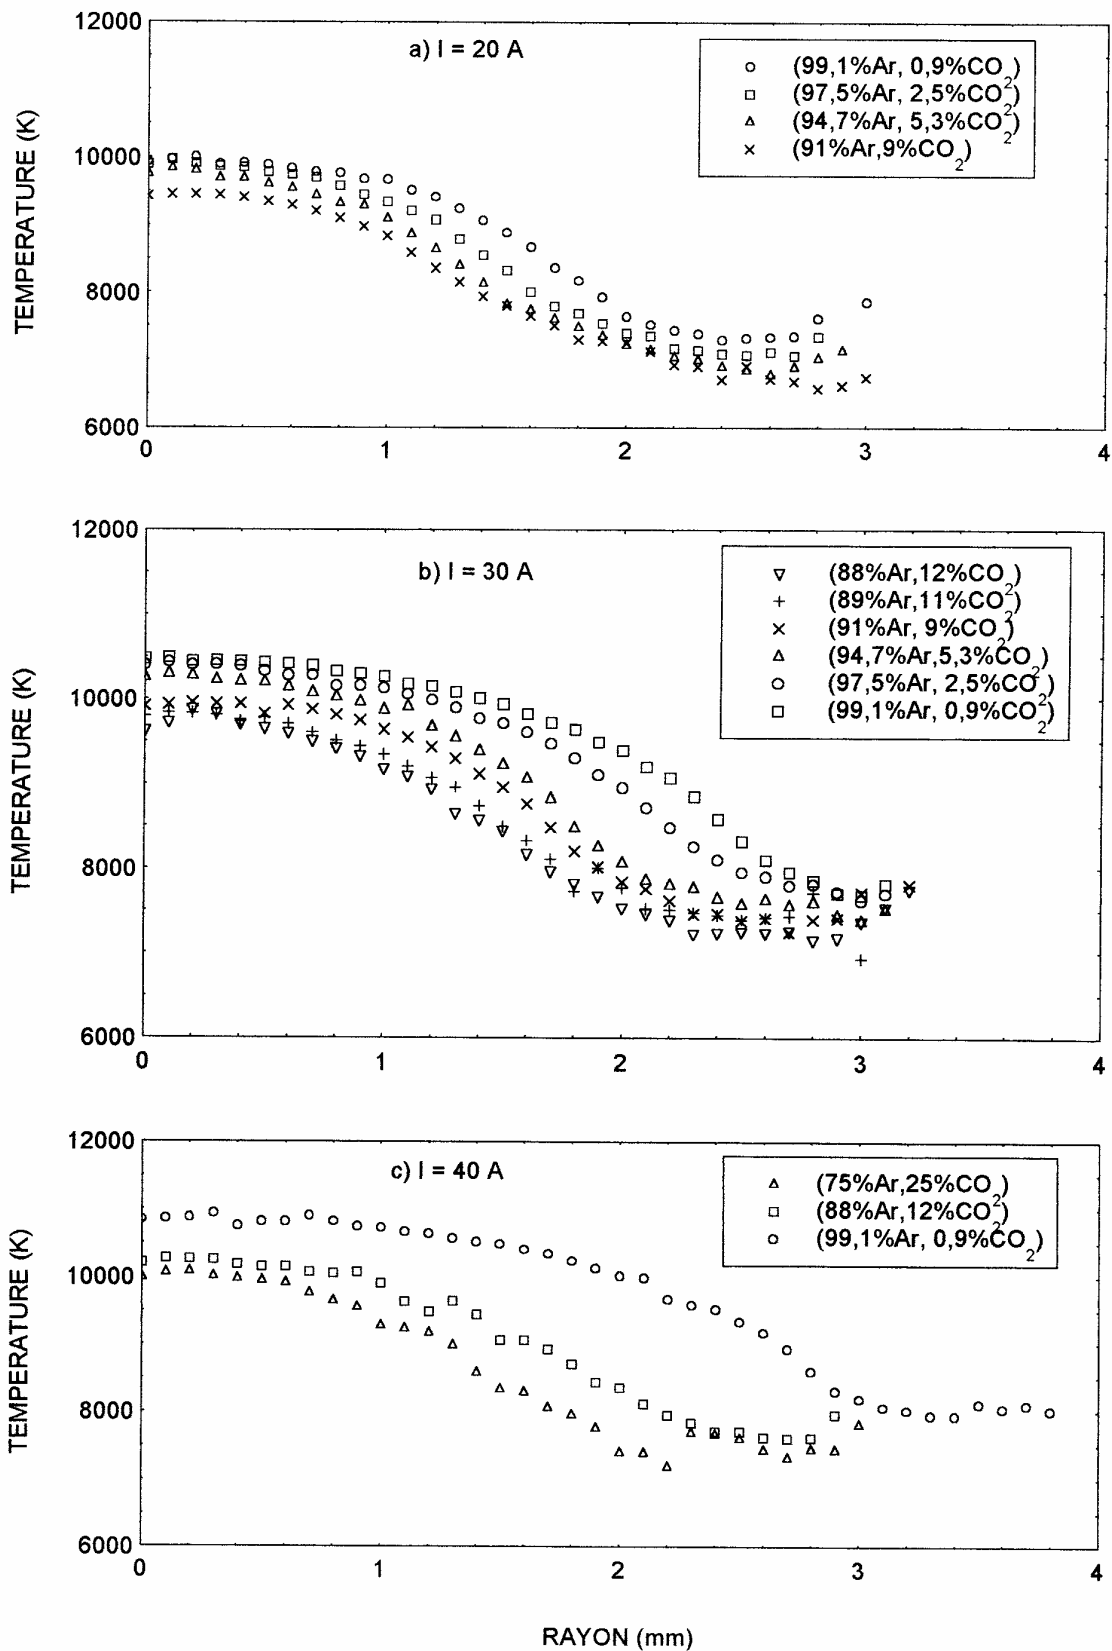 12000
a) I = 20 A
(99,1%Ar, 0,9%CO2)
(97,5%Ar, 2,5%CO2)
(94,7%Ar, 5,3%CO2)
(91%Ar,9%CO2)
TEMPERATURE (K)
10000
8000
6000
0 1 2 3 4
12000
b) I = 30 A
(88%Ar,12%CO2)
(89%Ar,11%CO2)
(91%Ar, 9%CO2)
(94,7%Ar,5,3%CO2)
(97,5%Ar, 2,5%CO2)
(99,1%Ar, 0,9%CO2)
TEMPERATURE (K)
10000
8000
6000
0 1 2 3 4
12000
c) I = 40 A
(75%Ar,25%CO2)
(88%Ar,12%CO2)
(99,1%Ar, 0,9%CO2)
TEMPERATURE (K)
10000
8000
6000
0 1 2 3 4
RAYON (mm)